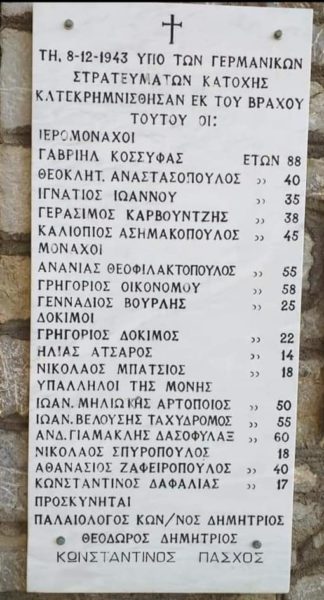 ΤΗ, 8-12-1943 ΥΠΟ ΤΩΝ ΓΕΡΜΑΝΙΚΩΝ
ΣΤΡΑΤΕΥΜΑΤΩΝ ΚΑΤΟΧΗΣ
ΚΑΤΕΚΡΗΜΝΙΣΘΗΣΑΝ ΕΚ ΤΟΥ ΒΡΑΧΟΥ
ΤΟΥΤΟΥ ΟΙ:
ΙΕΡΟΜΟΝΑΧΟΙ
ΓΑΒΡΙΗΛ ΚΟΣΣΥΦΑΣ ΕΤΩΝ 88
ΘΕΟΚΛΗΤ. ΑΝΑΣΤΑΣΟΠΟΥΛΟΣ ,, 40
ΙΓΝΑΤΙΟΣ ΙΩΑΝΝΟΥ ,, 35
ΓΕΡΑΣΙΜΟΣ ΚΑΡΒΟΥΝΤΖΗΣ ,, 38
ΚΑΛΙΟΠΙΟΣ ΑΣΗΜΑΚΟΠΟΥΛΟΣ ,, 45
ΜΟΝΑΧΟΙ
ΑΝΑΝΙΑΣ ΘΕΟΦΙΛΑΚΤΟΠΟΥΛΟΣ ,, 55
ΓΡΗΓΟΡΙΟΣ ΟΙΚΟΝΟΜΟΥ ,, 58
ΓΕΝΝΑΔΙΟΣ ΒΟΥΡΛΗΣ ,, 25
ΔΟΚΙΜΟΙ
ΓΡΗΓΟΡΙΟΣ ΔΟΚΙΜΟΣ ,, 22
ΗΛΙΑΣ ΑΤΣΑΡΟΣ ,, 14
ΝΙΚΟΛΑΟΣ ΜΠΑΤΣΙΟΣ ,, 18
ΥΠΑΛΛΗΛΟΙ ΤΗΣ ΜΟΝΗΣ
ΙΩΑΝ. ΜΗΛΙΩΚΗΣ ΑΡΤΟΠΟΙΟΣ ,, 50
ΙΩΑΝ. ΒΕΛΟΥΣΗΣ ΤΑΧΥΔΡΟΜΟΣ ,, 55
ΑΝΔ. ΓΙΑΜΑΚΛΗΣ ΔΑΣΟΦΥΛΑΞ ,, 60
ΝΙΚΟΛΑΟΣ ΣΠΥΡΟΠΟΥΛΟΣ 18
ΑΘΑΝΑΣΙΟΣ ΖΑΦΕΙΡΟΠΟΥΛΟΣ ,, 40
ΚΩΝΣΤΑΝΤΙΝΟΣ ΔΑΦΑΛΙΑΣ ,, 17
ΠΡΟΣΚΥΝΗΤΑΙ
ΠΑΛΑΙΟΛΟΓΟΣ ΚΩΝ/ΝΟΣ ΔΗΜΗΤΡΙΟΣ
ΘΕΟΔΩΡΟΣ ΔΗΜΗΤΡΙΟΣ
ΚΩΝΣΤΑΝΤΙΝΟΣ ΠΑΣΧΟΣ